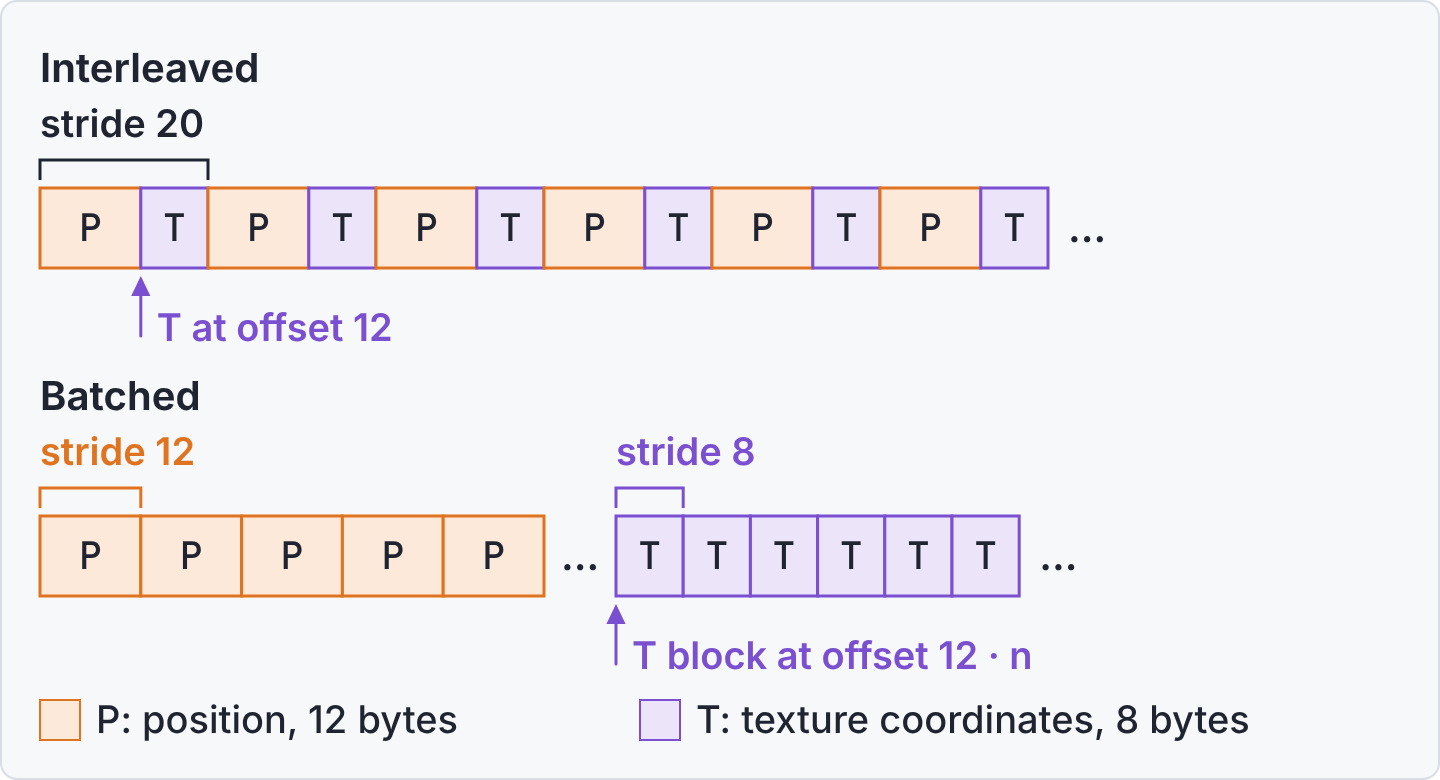 Interleaved
stride 20
P T P T P T P T P T P T ...
T at offset 12
Batched
stride 12 stride 8
P P P P P ... T T T T T T ...
T block at offset 12 · n
P: position, 12 bytes T: texture coordinates, 8 bytes